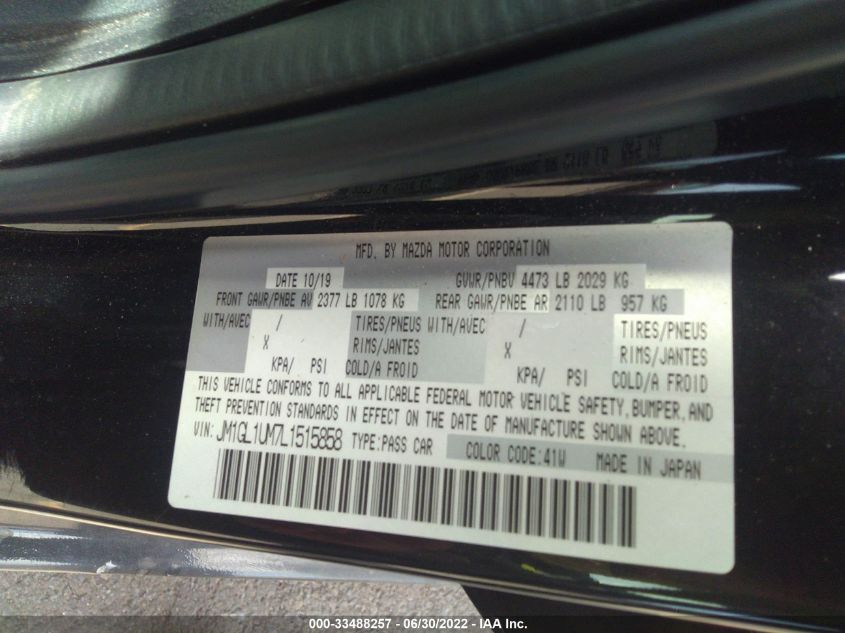 MFD. BY MAZDA MOTOR CORPORATION
DATE 10/19 GVWR/PNBV 4473 LB 2029 KG
FRONT GAWR/PNBE AV 2377 LB 1078 KG REAR GAWR/PNBE AR 2110 LB 957 KG
WITH/AVEC / TIRES/PNEUS WITH/AVEC / TIRES/PNEUS
X RIMS/JANTES X RIMS/JANTES
KPA/ PSI COLD/A FROID KPA/ PSI COLD/A FROID
THIS VEHICLE CONFORMS TO ALL APPLICABLE FEDERAL MOTOR VEHICLE SAFETY, BUMPER, AND
THEFT PREVENTION STANDARDS IN EFFECT ON THE DATE OF MANUFACTURE SHOWN ABOVE.
VIN: JM1GL1UM7L1515858 TYPE:PASS CAR COLOR CODE:41W MADE IN JAPAN
000-33488257 - 06/30/2022 - IAA Inc.